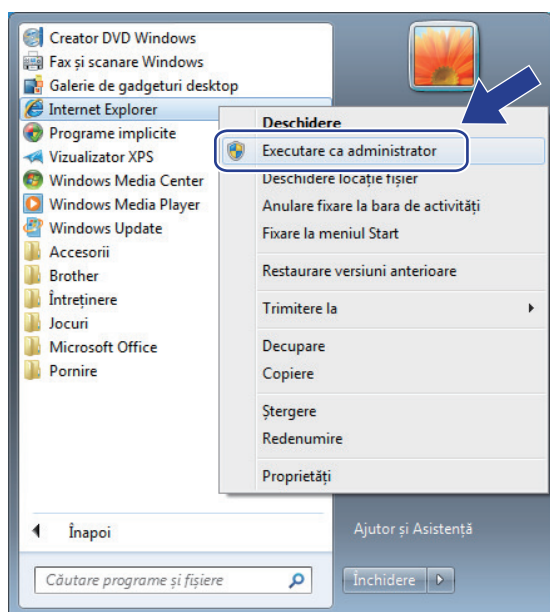 Creator DVD Windows
Fax și scanare Windows
Galerie de gadgeturi desktop
Internet Explorer
Programe implicite
Vizualizator XPS
Windows Media Center
Windows Media Player
Windows Update
Accesorii
Brother
Întreținere
Jocuri
Microsoft Office
Pornire
Înapoi
Căutare programe și fișiere
Deschidere
Executare ca administrator
Deschidere locație fișier
Anulare fixare la bara de activități
Fixare la meniul Start
Restaurare versiuni anterioare
Trimitere la
Decupare
Copiere
Ștergere
Redenumire
Proprietăți
Ajutor și Asistență
Închidere